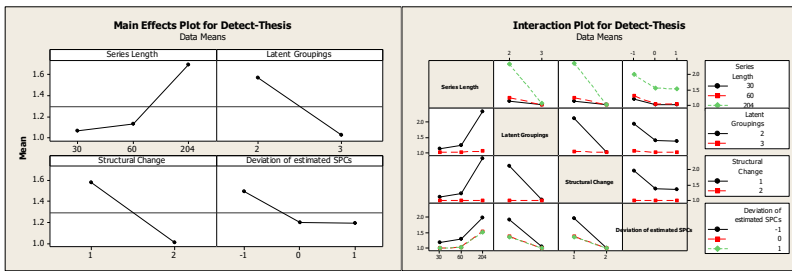 Main Effects Plot for Detect-Thesis
Data Means
Series Length Latent Groupings
1.6
1.4
1.2
1.0
30 60 204 2 3
Mean
Structural Change Deviation of estimated SPCs
1.6
1.4
1.2
1.0
1 2 -1 0 1
Interaction Plot for Detect-Thesis
Data Means
2 3 -1 0 1
Series Length
2.0
1.5
1.0
Series
Length
30
60
204
2.0
1.5
1.0
Latent Groupings
Latent
Groupings
2
3
Structural Change
2.0
1.5
1.0
Structural
Change
1
2
2.0
1.5
1.0
Deviation of estimated SPCs
Deviation of
estimated SPCs
-1
0
1
30 60 204 1 2